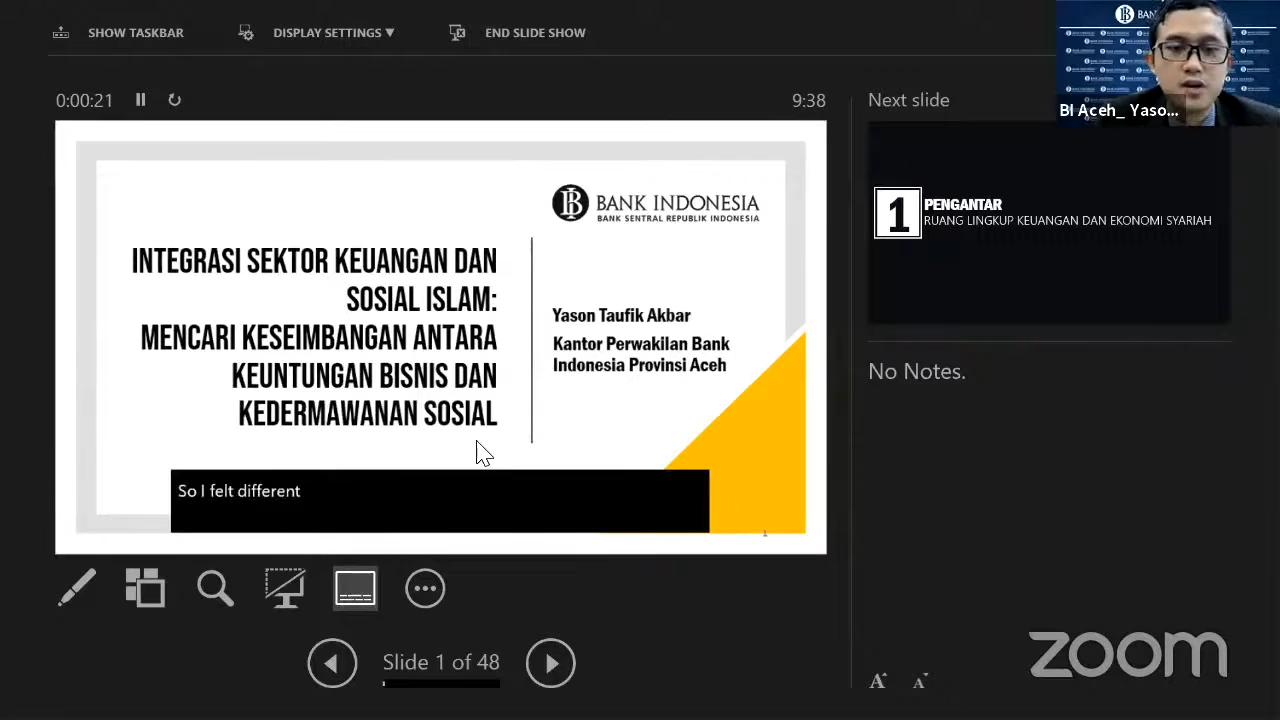 SHOW TASKBAR
DISPLAY SETTINGS ▼
END SLIDE SHOW
BANK
BI Aceh_ Yaso...
0:00:21
9:38
Next slide
BANK INDONESIA
BANK SENTRAL REPUBLIK INDONESIA
INTEGRASI SEKTOR KEUANGAN DAN
SOSIAL ISLAM:
MENCARI KESEIMBANGAN ANTARA
KEUNTUNGAN BISNIS DAN
KEDERMAWANAN SOSIAL
Yason Taufik Akbar
Kantor Perwakilan Bank
Indonesia Provinsi Aceh
So I felt different
1
1
PENGANTAR
RUANG LINGKUP KEUANGAN DAN EKONOMI SYARIAH
No Notes.
Slide 1 of 48
A A
zoom